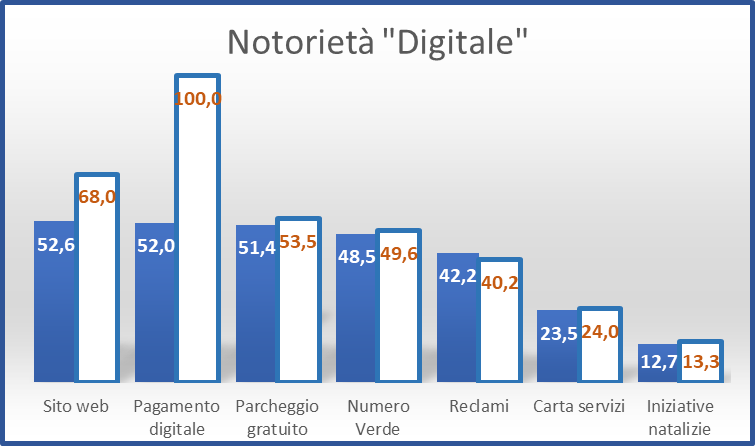 Notorietà "Digitale"
100,0
68,0
52,6
52,0
51,4
53,5
48,5
49,6
42,2
40,2
23,5
24,0
12,7
13,3
Sito web
Pagamento
digitale
Parcheggio
gratuito
Numero
Verde
Reclami
Carta servizi
Iniziative
natalizie